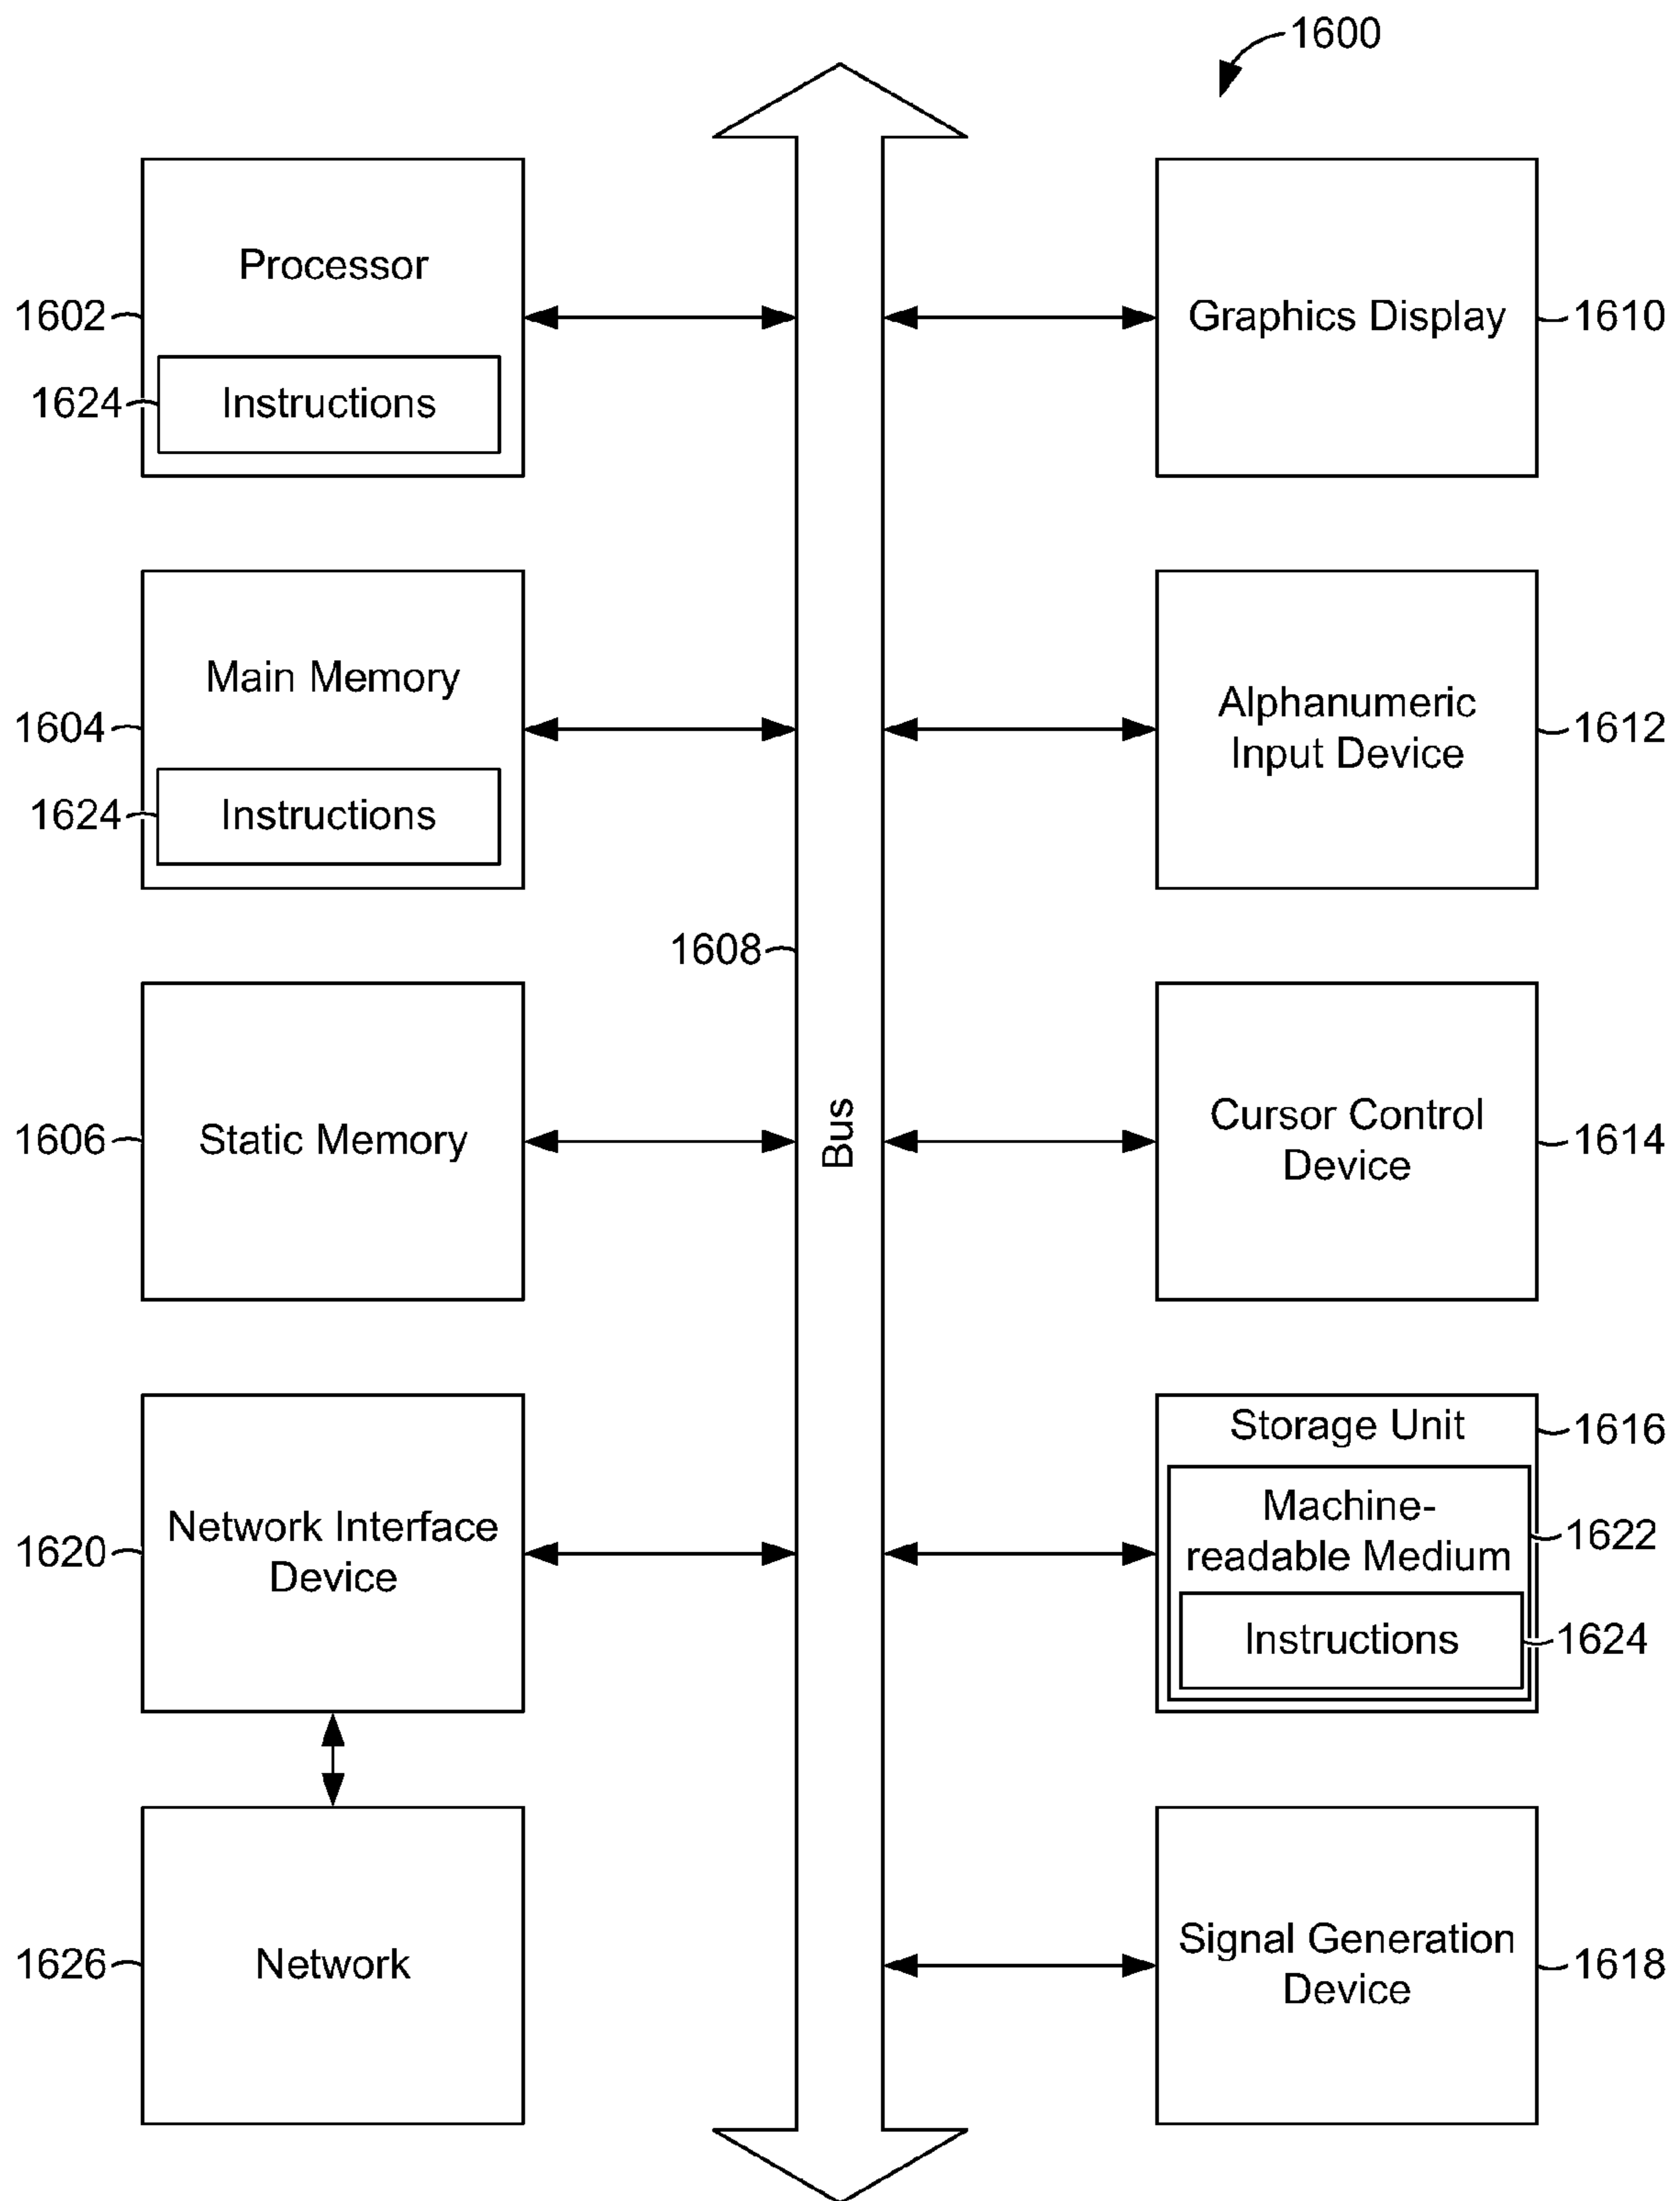 1600
Processor
1602
1624
Instructions
Graphics Display
1610
Main Memory
1604
1624
Instructions
Alphanumeric
Input Device
1612
1608
Bus
1606
Static Memory
Cursor Control
Device
1614
1620
Network Interface
Device
Storage Unit
1616
Machine-
readable Medium
1622
Instructions
1624
1626
Network
Signal Generation
Device
1618